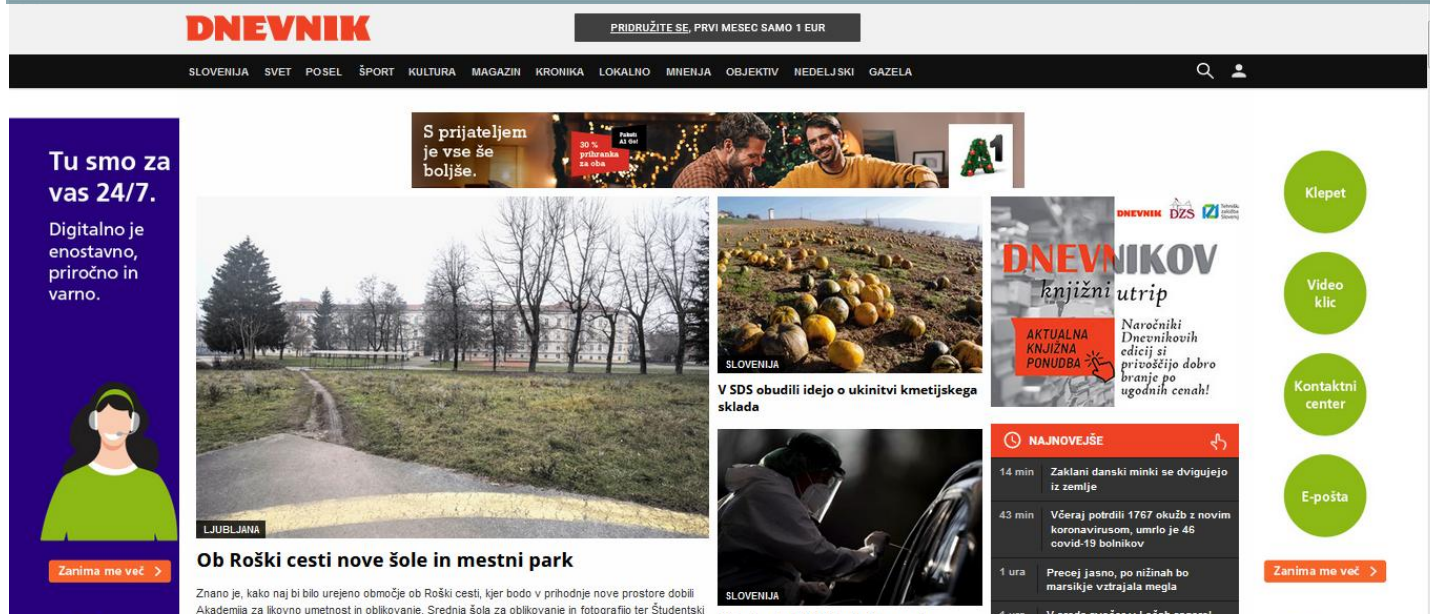 DNEVNIK
PRIDRUŽITE SE, PRVI MESEC SAMO 1 EUR
SLOVENIJA SVET POSEL ŠPORT KULTURA MAGAZIN KRONIKA LOKALNO MNENJA OBJEKTIV NEDELJSKI GAZELA
Tu smo za
vas 24/7.
Digitalno je
enostavno,
priročno in
varno.
Zanima me več >
S prijateljem
je vse še
boljše.
30 %
prihranka
za oba
Paketi
A1 Go!
A1
LJUBLJANA
Ob Roški cesti nove šole in mestni park
Znano je, kako naj bi bilo urejeno območje ob Roški cesti, kjer bodo v prihodnje nove prostore dobili
Akademija za likovno umetnost in oblikovanje, Srednja šola za oblikovanje in fotografijo ter Študentski
SLOVENIJA
V SDS obudili idejo o ukinitvi kmetijskega
sklada
SLOVENIJA
DNEVNIK DZS
DNEVNIKOV
knjižni utrip
AKTUALNA
KNJIŽNA
PONUDBA
Naročniki
Dnevnikovih
edicij si
privoščijo dobro
branje po
ugodnih cenah!
NAJNOVEJŠE
14 min Zaklani danski minki se dvigujejo
iz zemlje
43 min Včeraj potrdili 1767 okužb z novim
koronavirusom, umrlo je 46
covid-19 bolnikov
1 ura Precej jasno, po nižinah bo
marsikje vztrajala megla
Klepet
Video
klic
Kontaktni
center
E-pošta
Zanima me več >